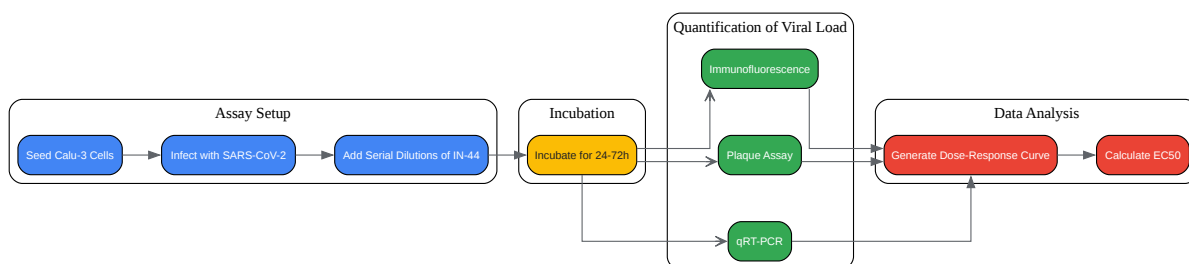 Quantification of Viral Load
Immunofluorescence
Assay Setup
Incubation
Data Analysis
Seed Calu-3 Cells
Infect with SARS-CoV-2
Add Serial Dilutions of IN-44
Incubate for 24-72h
Plaque Assay
Generate Dose-Response Curve
Calculate EC50
qRT-PCR